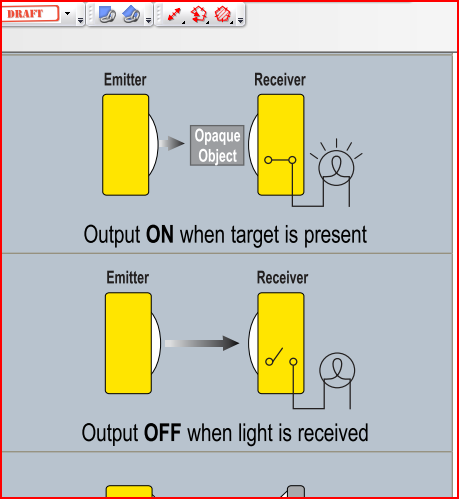 DRAFT
Emitter
Receiver
Opaque
Object
Output ON when target is present
Emitter
Receiver
Output OFF when light is received